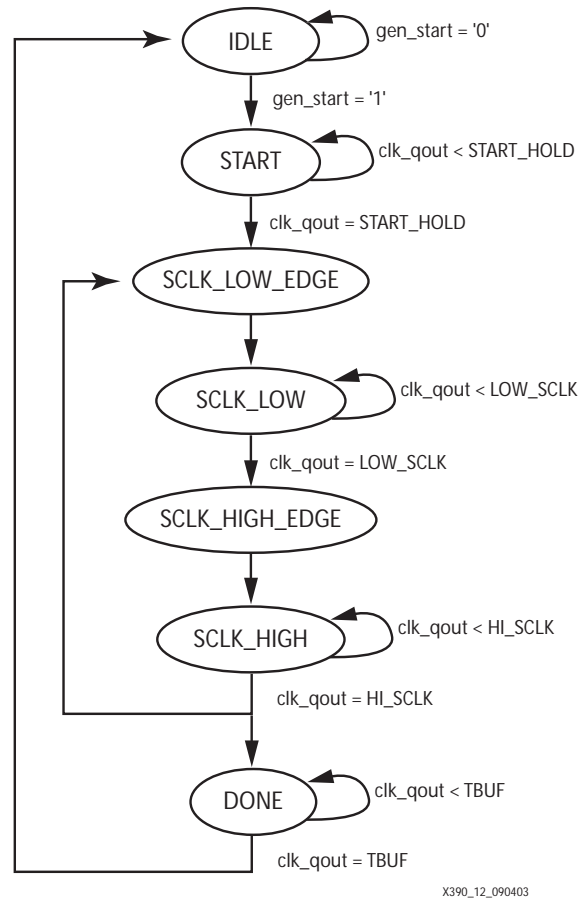 IDLE
gen_start = '0'
gen_start = '1'
START
clk_qout < START_HOLD
clk_qout = START_HOLD
SCLK_LOW_EDGE
SCLK_LOW
clk_qout < LOW_SCLK
clk_qout = LOW_SCLK
SCLK_HIGH_EDGE
SCLK_HIGH
clk_qout < HI_SCLK
clk_qout = HI_SCLK
DONE
clk_qout < TBUF
clk_qout = TBUF
X390_12_090403